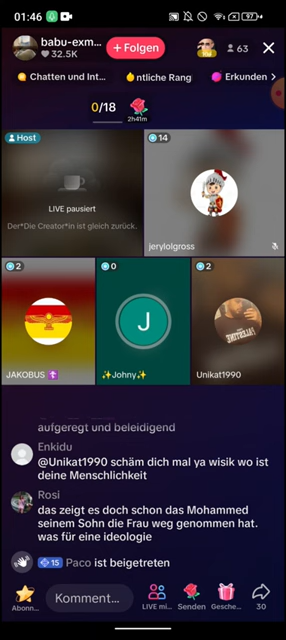 01:46
97
babu-exm...
32.5K
+ Folgen
63
Chatten und Int...
ntliche Rang
Erkunden >
0/18
2h41m
Host
LIVE pausiert
Der*Die Creator*in ist gleich zurück.
14
jerylolgross
2
JAKOBUS
0
J
✨Johny✨
2
PALESTINE
Unikat1990
aufgeregt und beleidigend
Enkidu
@Unikat1990 schäm dich mal ya wisik wo ist
deine Menschlichkeit
Rosi
das zeigt es doch schon das Mohammed
seinem Sohn die Frau weg genommen hat.
was für eine ideologie
15 Paco ist beigetreten
Komment...
Abonn...
LIVE mi...
Senden
Gesche...
30